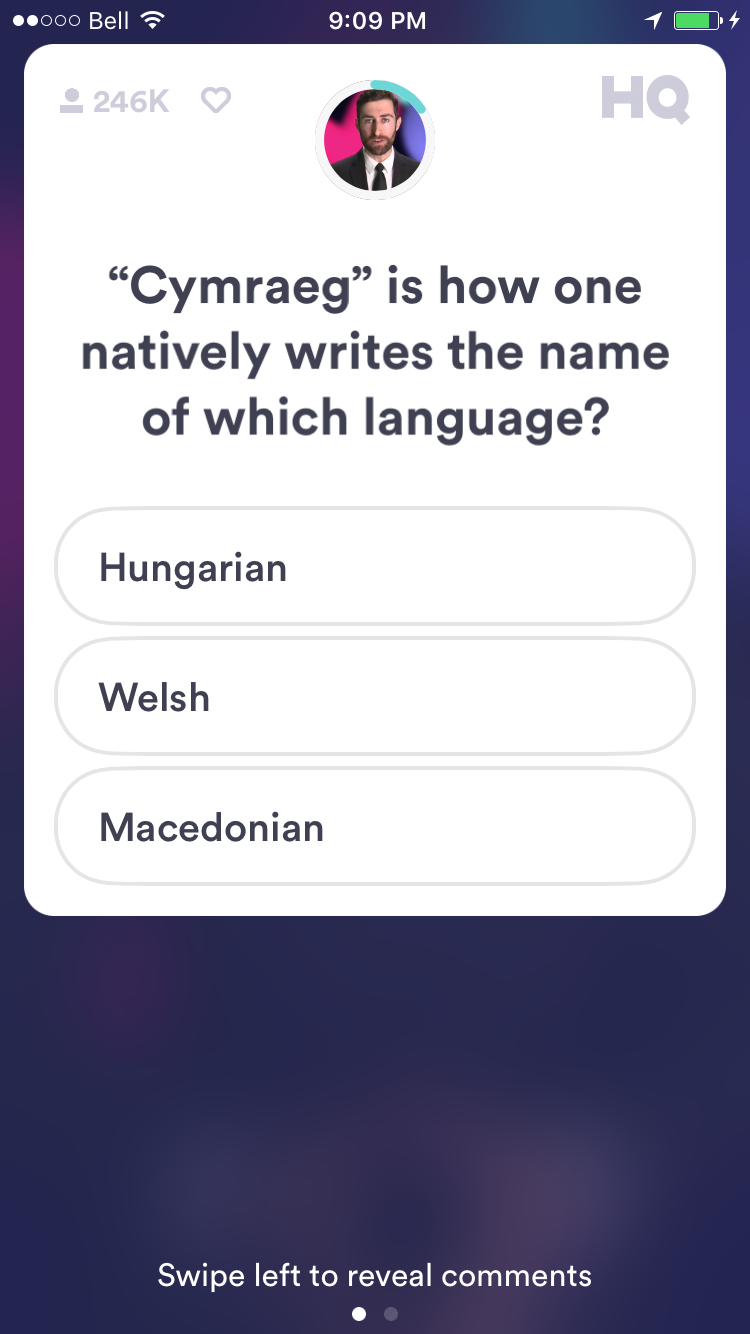 Bell 9:09 PM
246K HQ
“Cymraeg” is how one
natively writes the name
of which language?
Hungarian
Welsh
Macedonian
Swipe left to reveal comments